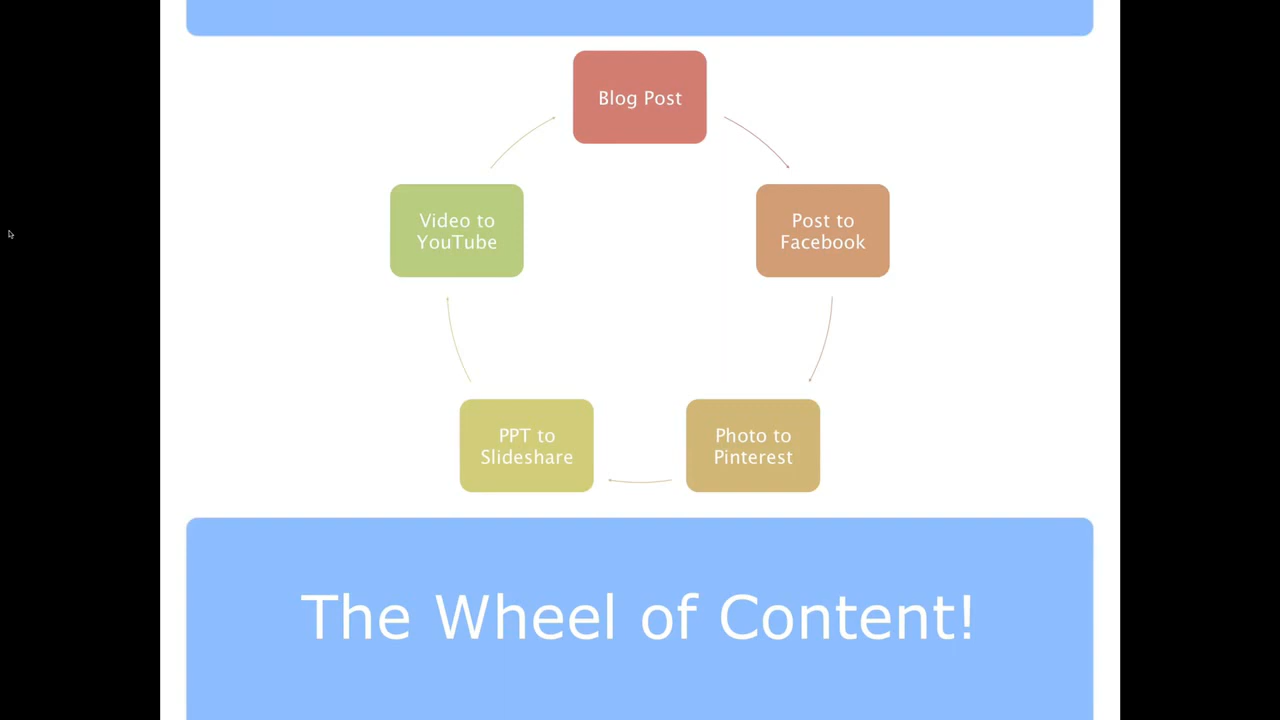 Blog Post
Post to
Facebook
Photo to
Pinterest
PPT to
Slideshare
Video to
YouTube
The Wheel of Content!